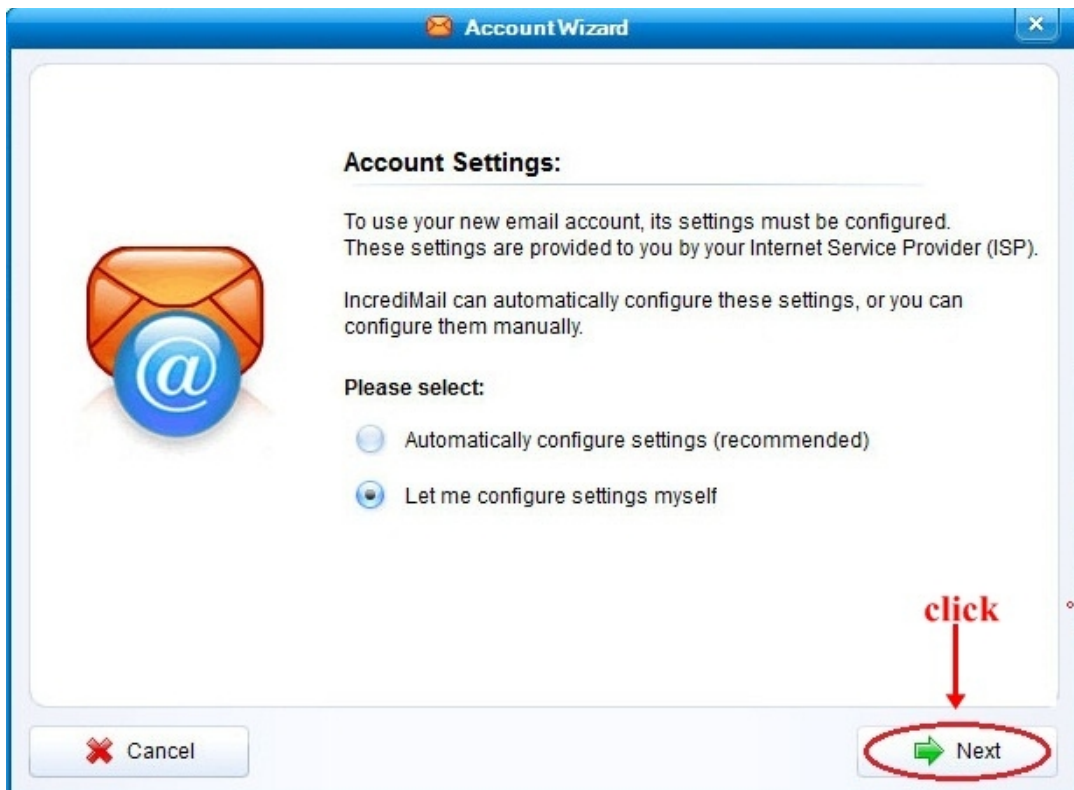 Account Wizard
Account Settings:
To use your new email account, its settings must be configured.
These settings are provided to you by your Internet Service Provider (ISP).
IncrediMail can automatically configure these settings, or you can
configure them manually.
Please select:
Automatically configure settings (recommended)
Let me configure settings myself
click
Cancel
Next